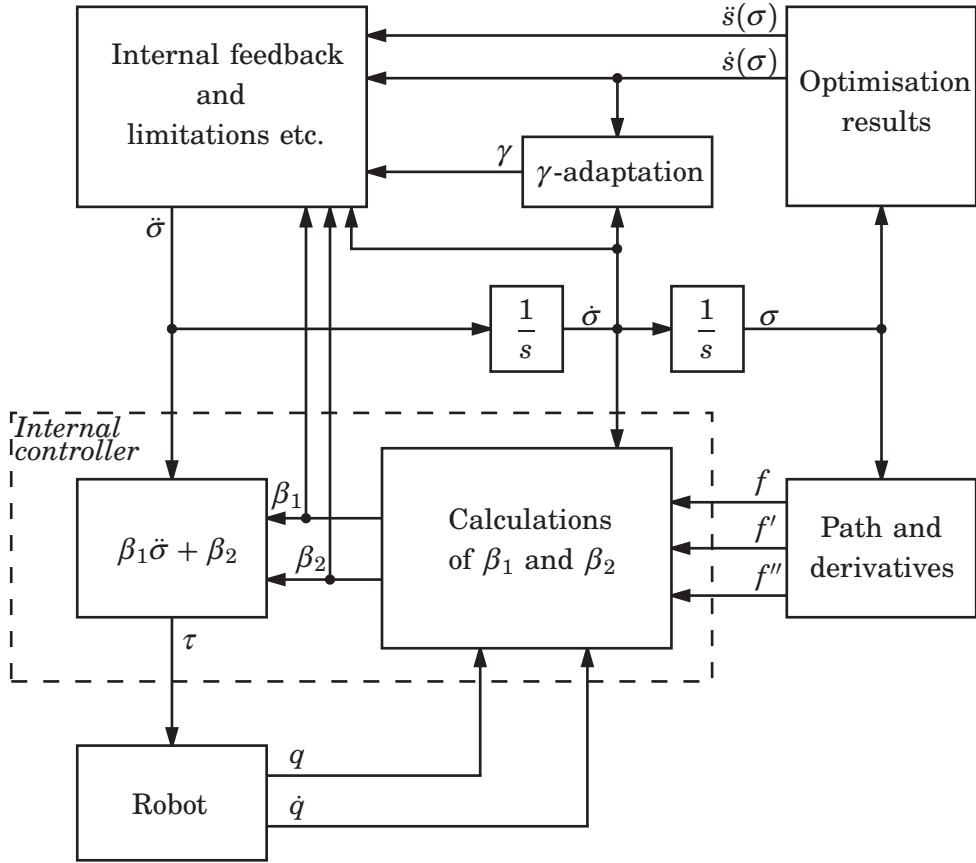 s̈(σ)
ṡ(σ)
Internal feedback
and
limitations etc.
Optimisation
results
γ
γ-adaptation
σ̈
1
s
σ̇
1
s
σ
Internal
controller
β₁
β₂
β₁σ̈ + β₂
Calculations
of β₁ and β₂
f
f′
f″
Path and
derivatives
τ
Robot
q
q̇